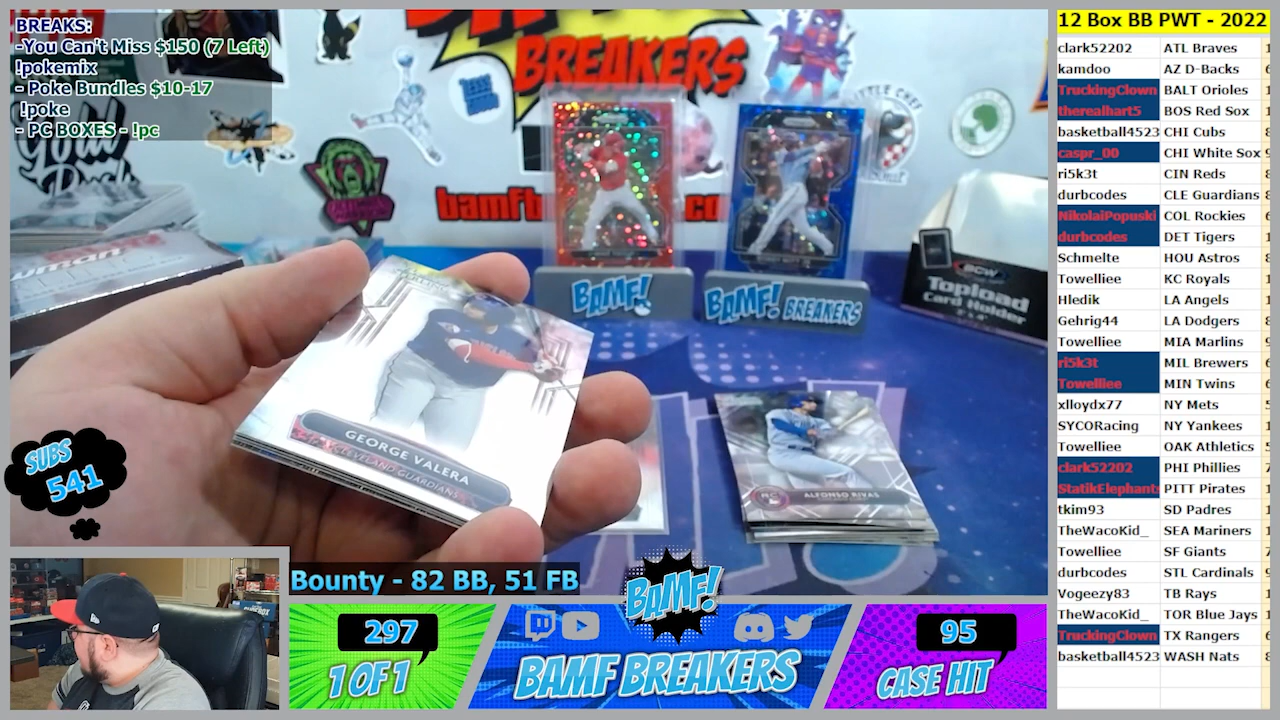 BREAKS:
-You Can't Miss $150 (7 Left)
!pokemix
- Poke Bundles $10-17
!poke
- PC BOXES - !pc
BREAKERS
bamfb
BAMF!
BAMF! BREAKERS
BCW
Topload
Card Holder
3" x 4"
GEORGE VALERA
CLEVELAND GUARDIANS
RC
ALFONSO RIVAS
SUBS
541
Bounty - 82 BB, 51 FB
BAMF!
297
1 OF 1
BAMF BREAKERS
95
CASE HIT
12 Box BB PWT - 2022
clark52202 ATL Braves
kamdoo AZ D-Backs
TruckingClown BALT Orioles
therealhart5 BOS Red Sox
basketball4523 CHI Cubs
caspr_00 CHI White Sox
ri5k3t CIN Reds
durbcodes CLE Guardians
NikolaiPopuski COL Rockies
durbcodes DET Tigers
Schmelte HOU Astros
Towelliee KC Royals
Hledik LA Angels
Gehrig44 LA Dodgers
Towelliee MIA Marlins
ri5k3t MIL Brewers
Towelliee MIN Twins
xlloydx77 NY Mets
SYCORacing NY Yankees
Towelliee OAK Athletics
clark52202 PHI Phillies
StatikElephants PITT Pirates
tkim93 SD Padres
TheWacoKid_ SEA Mariners
Towelliee SF Giants
durbcodes STL Cardinals
Vogeezy83 TB Rays
TheWacoKid_ TOR Blue Jays
TruckingClown TX Rangers
basketball4523 WASH Nats